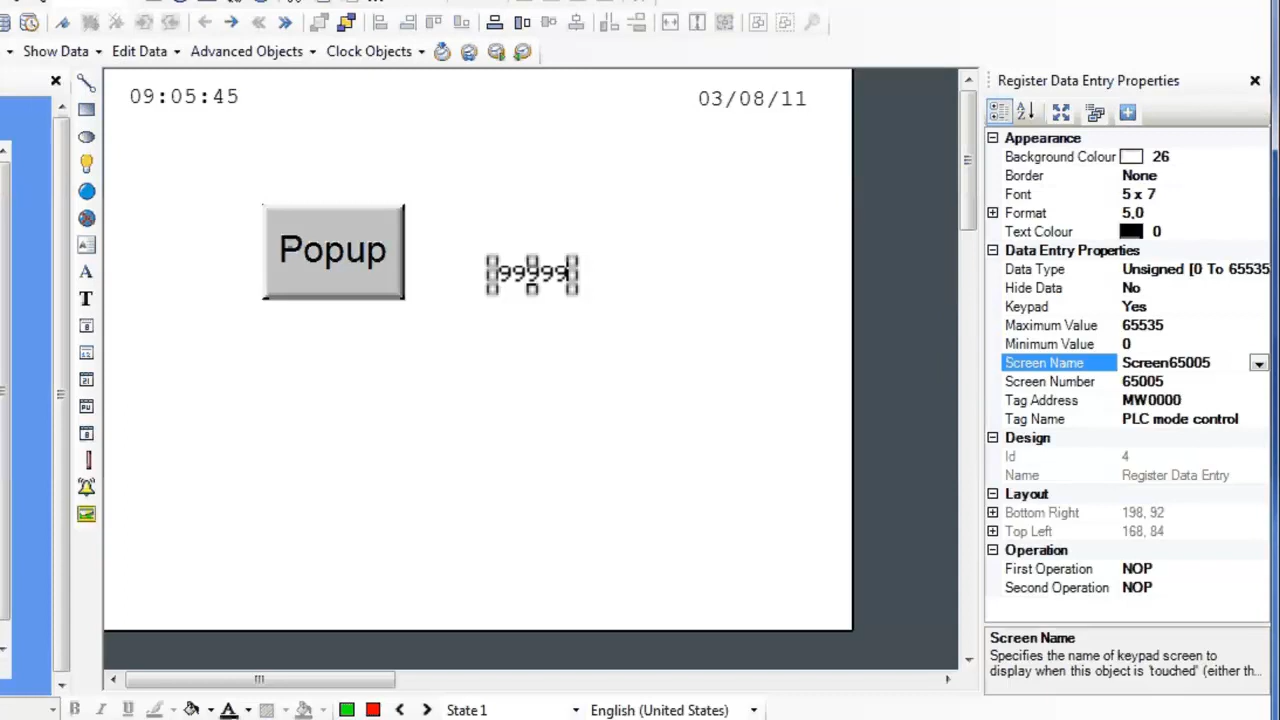 Show Data Edit Data Advanced Objects Clock Objects
09:05:45
03/08/11
Popup
99999
Register Data Entry Properties
Appearance
Background Colour 26
Border None
Font 5 x 7
Format 5,0
Text Colour 0
Data Entry Properties
Data Type Unsigned [0 To 65535
Hide Data No
Keypad Yes
Maximum Value 65535
Minimum Value 0
Screen Name Screen65005
Screen Number 65005
Tag Address MW0000
Tag Name PLC mode control
Design
Id 4
Name Register Data Entry
Layout
Bottom Right 198, 92
Top Left 168, 84
Operation
First Operation NOP
Second Operation NOP
Screen Name
Specifies the name of keypad screen to
display when this object is 'touched' (either th...
B I U A State 1 English (United States)